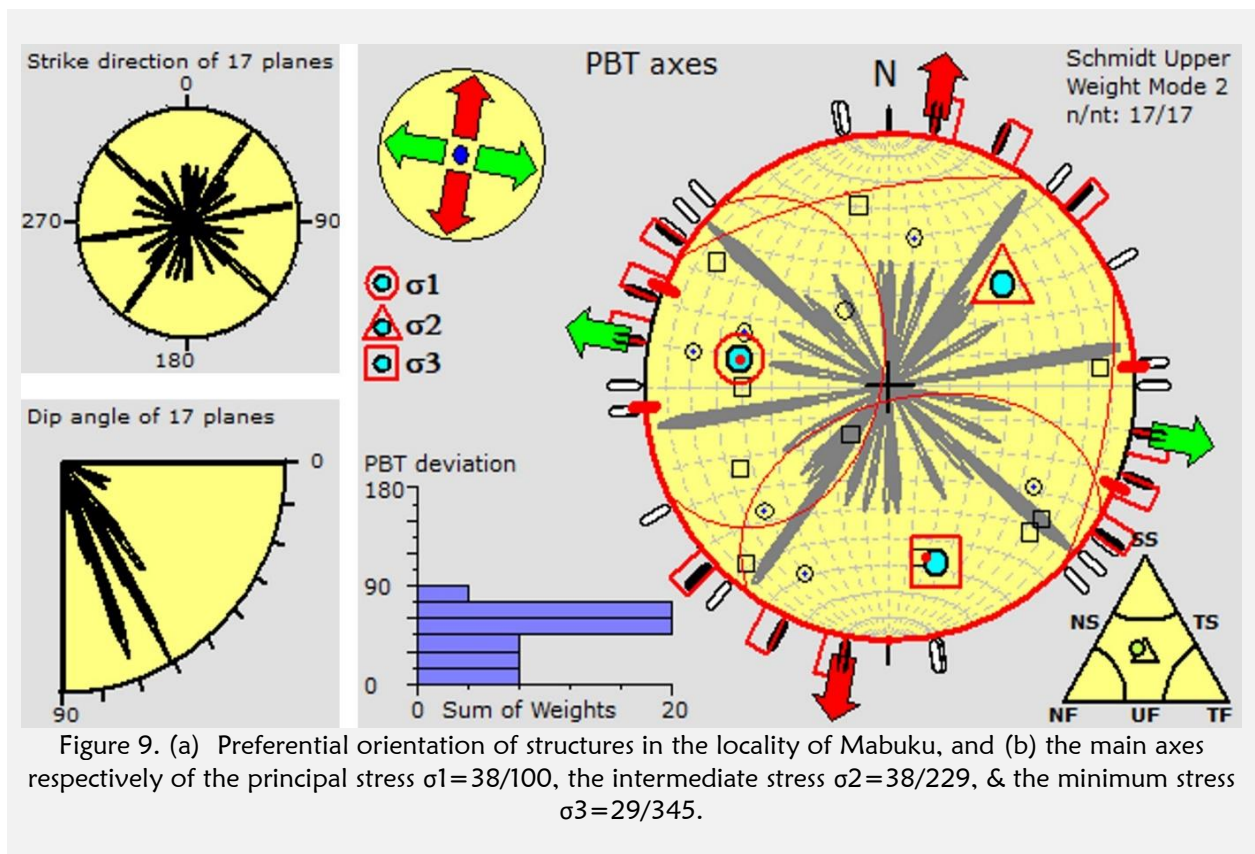 Strike direction of 17 planes
0
270
90
180
Dip angle of 17 planes
0
90
PBT axes
N
Schmidt Upper
Weight Mode 2
n/nt: 17/17
σ1
σ2
σ3
PBT deviation
180
90
0
0 Sum of Weights 20
SS
NS
TS
NF
UF
TF
Figure 9. (a) Preferential orientation of structures in the locality of Mabuku, and (b) the main axes
respectively of the principal stress σ1=38/100, the intermediate stress σ2=38/229, & the minimum stress
σ3=29/345.